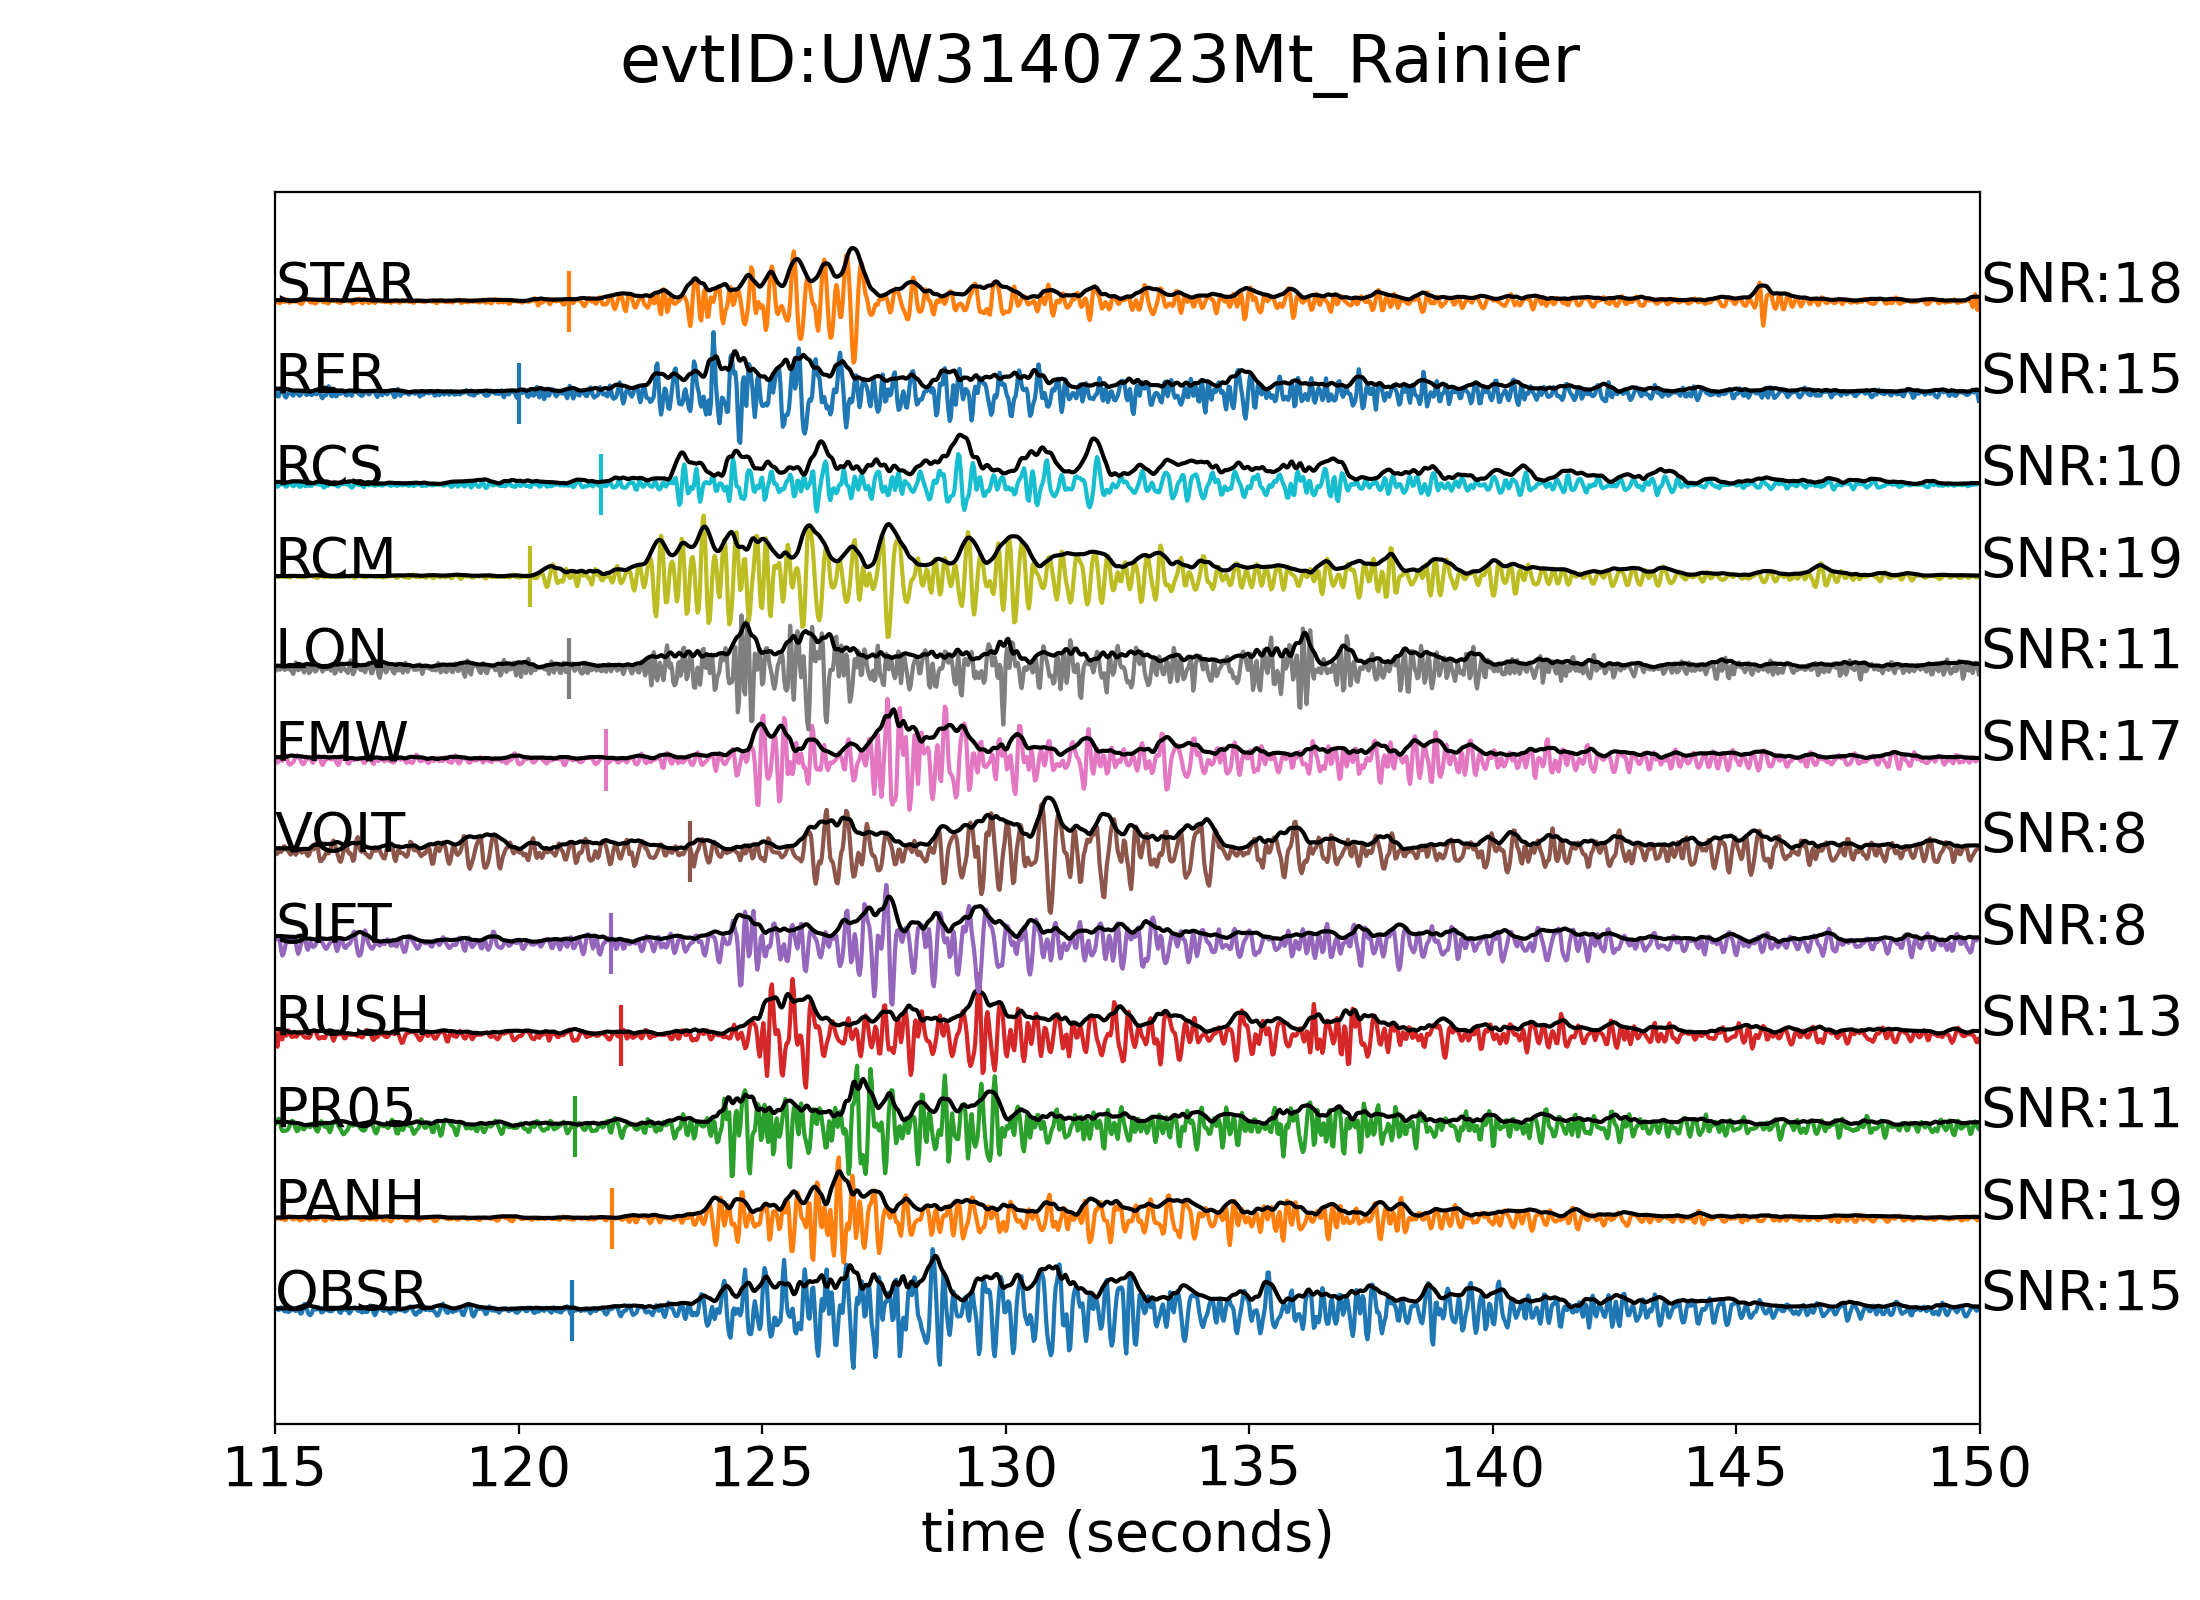 evtID:UW3140723Mt_Rainier
STAR SNR:18
RER SNR:15
RCS SNR:10
RCM SNR:19
LON SNR:11
FMW SNR:17
VOIT SNR:8
SIFT SNR:8
RUSH SNR:13
PR05 SNR:11
PANH SNR:19
OBSR SNR:15
115 120 125 130 135 140 145 150
time (seconds)